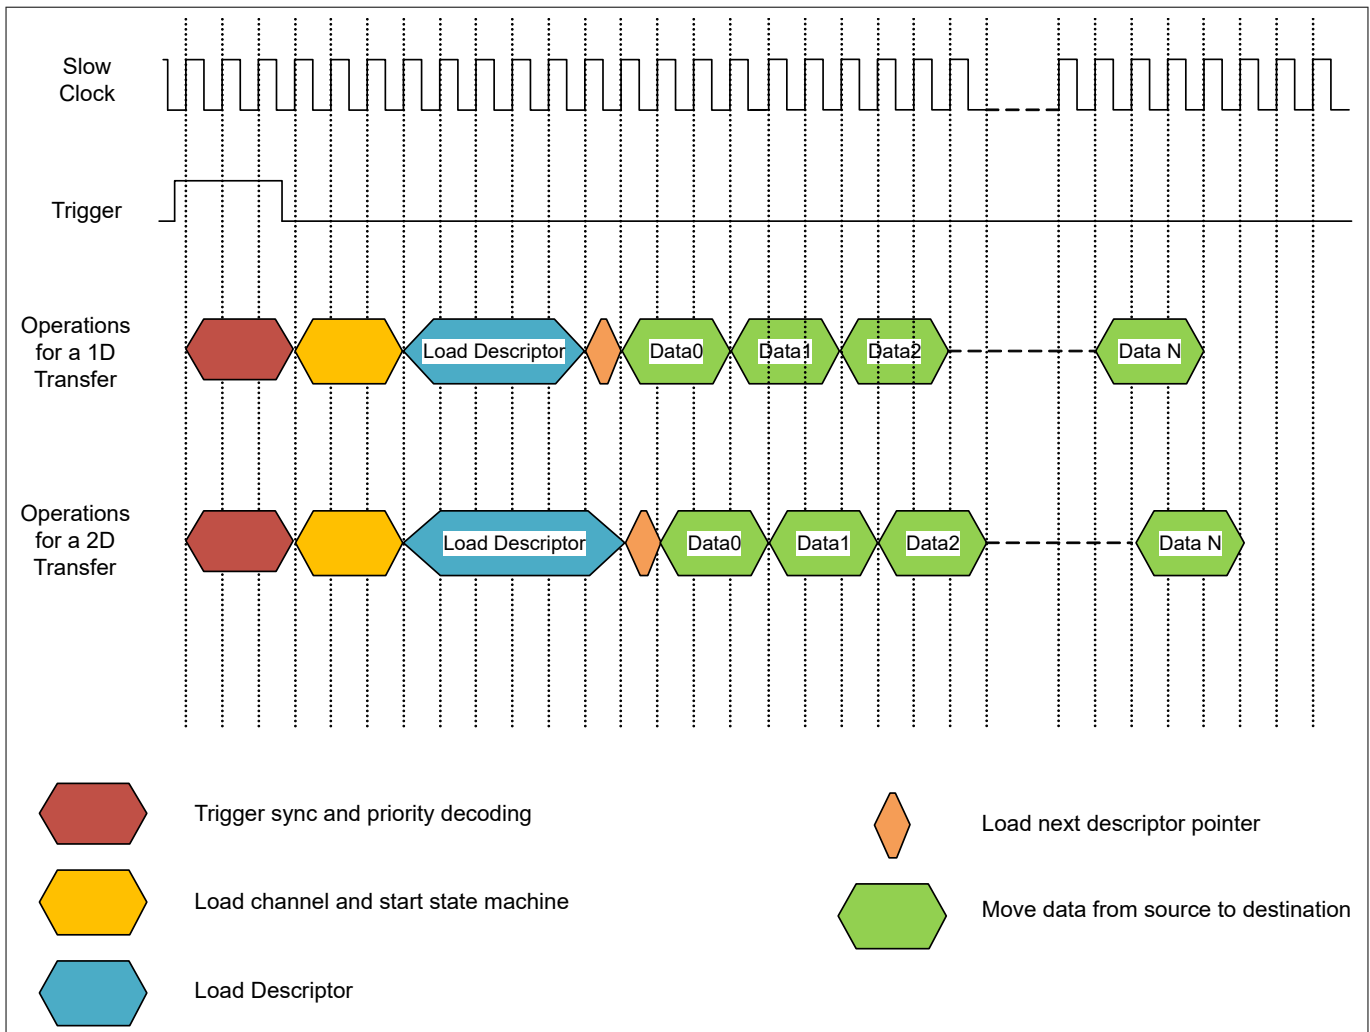 Slow
Clock
Trigger
Operations
for a 1D
Transfer
Load Descriptor
Data0
Data1
Data2
Data N
Operations
for a 2D
Transfer
Load Descriptor
Data0
Data1
Data2
Data N
Trigger sync and priority decoding
Load next descriptor pointer
Load channel and start state machine
Move data from source to destination
Load Descriptor